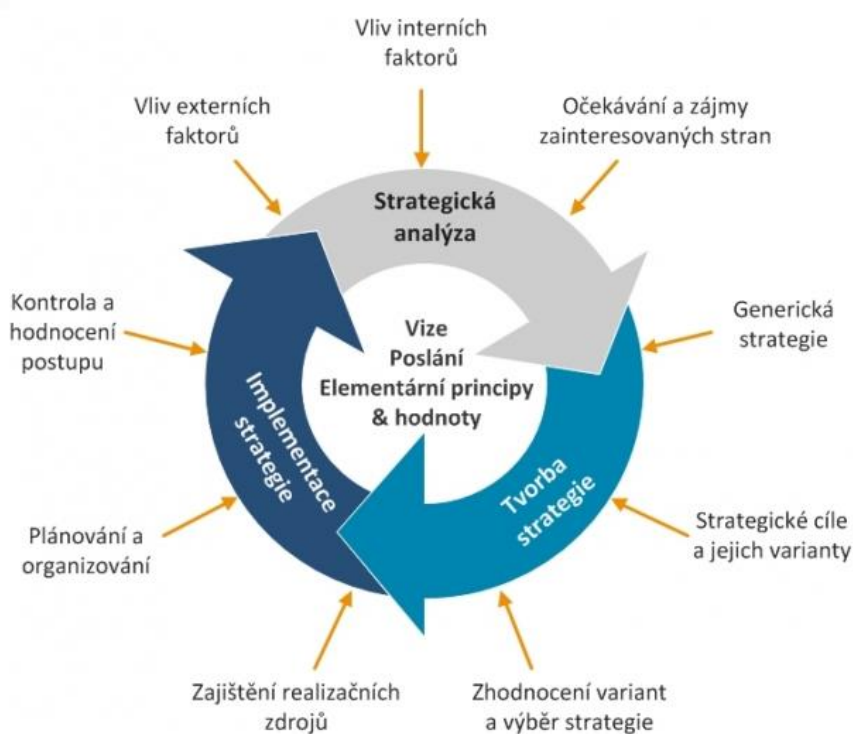 Vliv interních
faktorů
Vliv externích
faktorů
Očekávání a zájmy
zainteresovaných stran
Strategická
analýza
Kontrola a
hodnocení
postupu
Generická
strategie
Vize
Poslání
Elementární principy
& hodnoty
Implementace
strategie
Tvorba
strategie
Plánování a
organizování
Strategické cíle
a jejich varianty
Zajištění realizačních
zdrojů
Zhodnocení variant
a výběr strategie